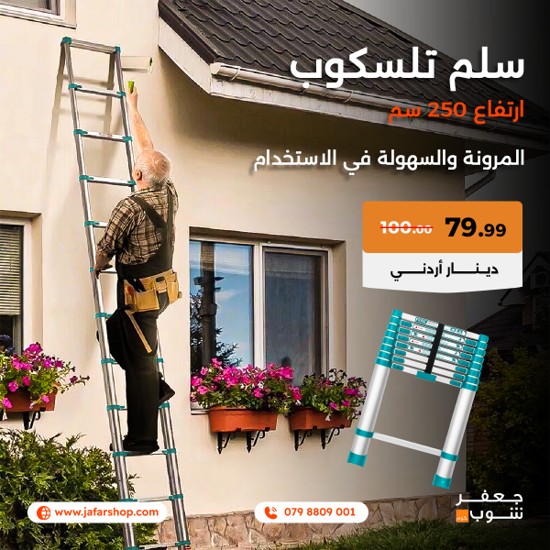 سلم تلسكوب
ارتفاع 250 سم
المرونة والسهولة في الاستخدام
100.00 79.99
دينار أردني
جعفر
شوب
www.jafarshop.com
079 8809 001